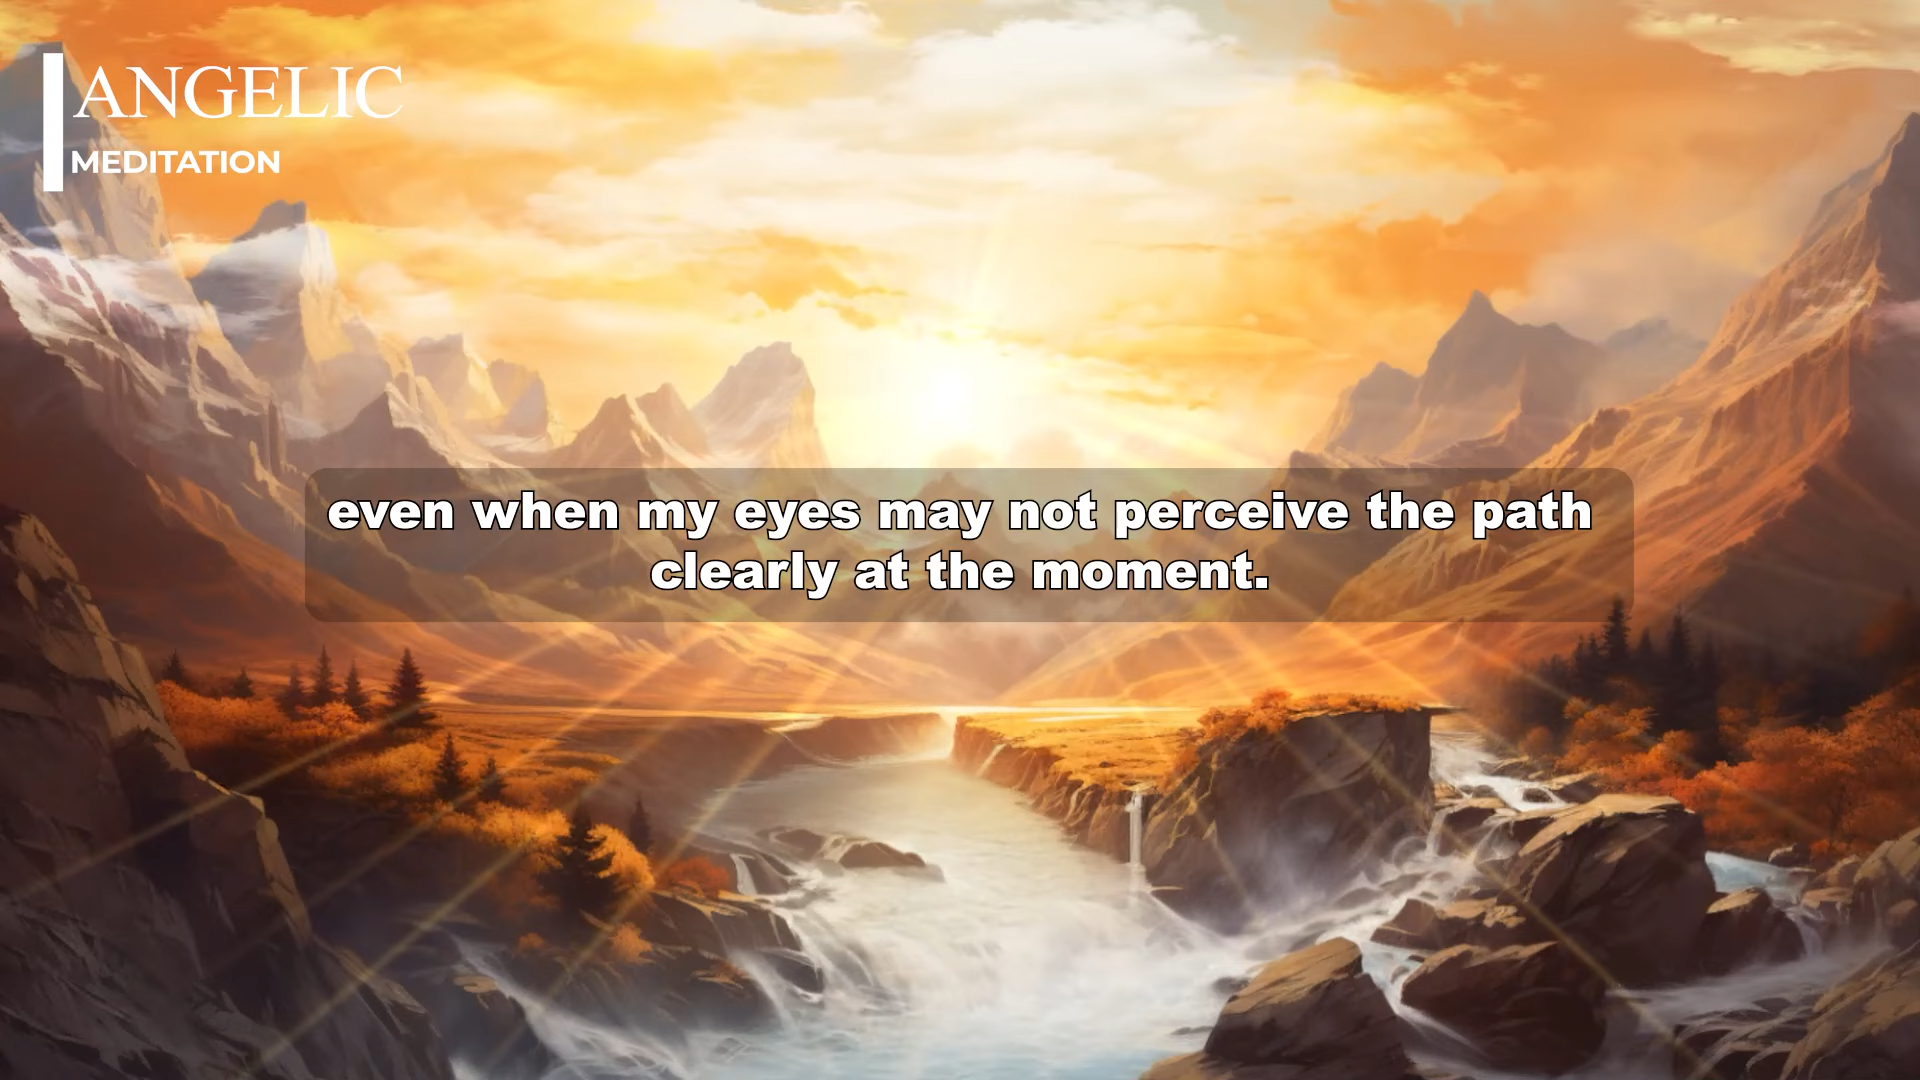 ANGELIC
MEDITATION
even when my eyes may not perceive the path
clearly at the moment.